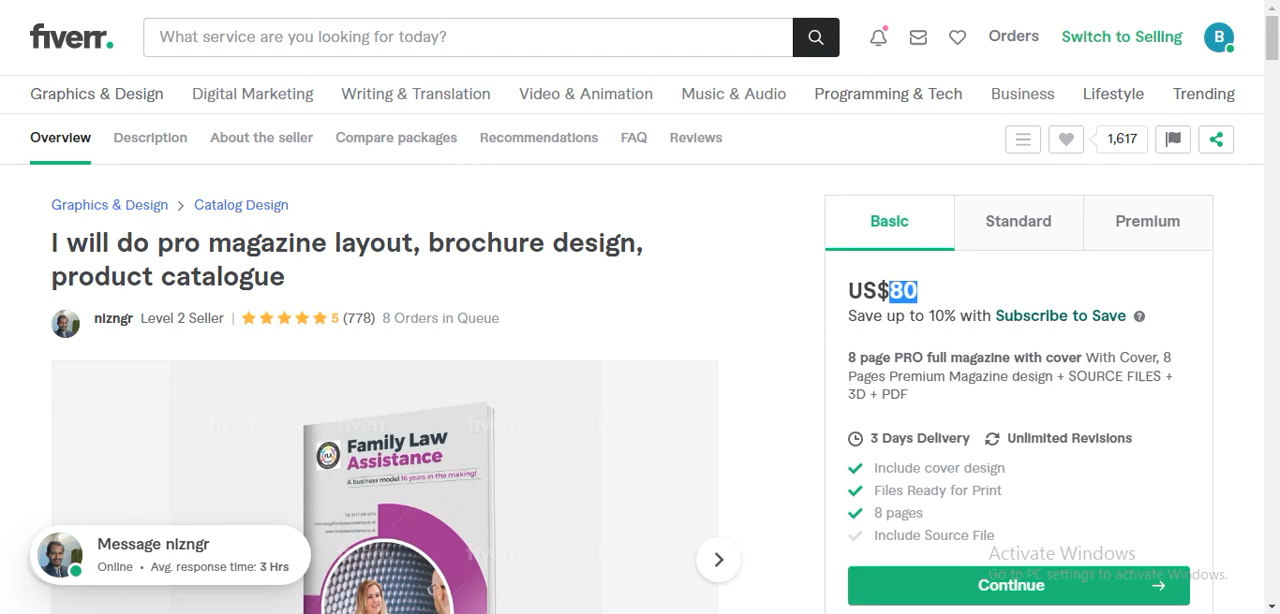 fiverr.
What service are you looking for today?
Orders
Switch to Selling
B
Graphics & Design
Digital Marketing
Writing & Translation
Video & Animation
Music & Audio
Programming & Tech
Business
Lifestyle
Trending
Overview
Description
About the seller
Compare packages
Recommendations
FAQ
Reviews
1,617
Graphics & Design > Catalog Design
I will do pro magazine layout, brochure design,
product catalogue
nizngr Level 2 Seller | 5 (778) 8 Orders in Queue
Family Law
Assistance
A business model 16 years in the making!
Message nizngr
Online • Avg. response time: 3 Hrs
Basic
Standard
Premium
US$80
Save up to 10% with Subscribe to Save
8 page PRO full magazine with cover With Cover, 8
Pages Premium Magazine design + SOURCE FILES +
3D + PDF
3 Days Delivery
Unlimited Revisions
Include cover design
Files Ready for Print
8 pages
Include Source File
Activate Windows
Go to PC settings to activate Windows.
Continue